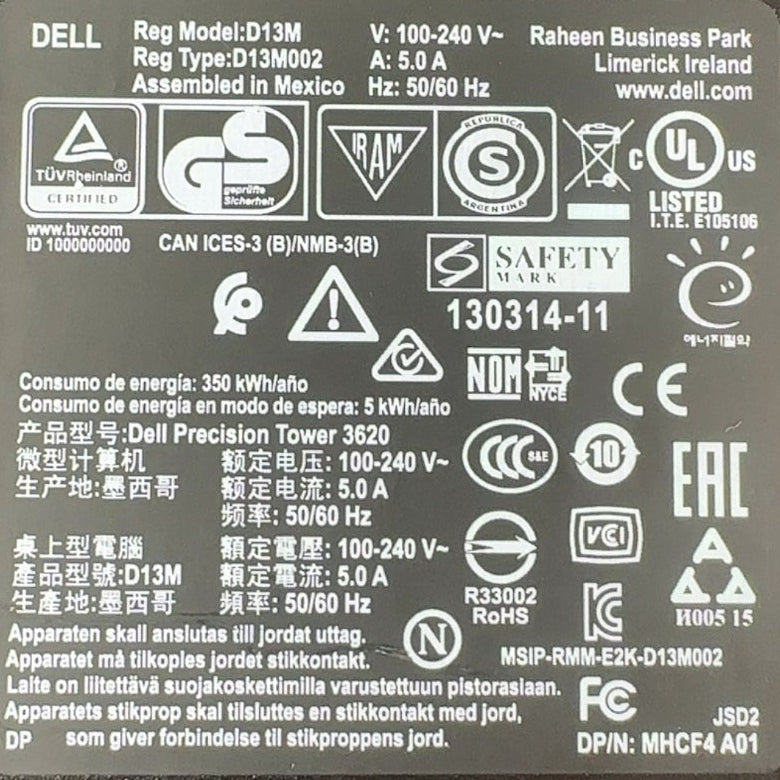 DELL
Reg Model:D13M
Reg Type:D13M002
Assembled in Mexico
V: 100-240 V~
A: 5.0 A
Hz: 50/60 Hz
Raheen Business Park
Limerick Ireland
www.dell.com
TÜVRheinland
CERTIFIED
GS
geprüfte
Sicherheit
IRAM
REPUBLICA
S
ARGENTINA
C UL US
LISTED
I.T.E. E105106
www.tuv.com
ID 1000000000
CAN ICES-3 (B)/NMB-3(B)
SAFETY
MARK
130314-11
에너지절약
Consumo de energía: 350 kWh/año
Consumo de energía en modo de espera: 5 kWh/año
NOM
NYCE
CE
产品型号:Dell Precision Tower 3620
微型计算机 额定电压: 100-240 V~
生产地:墨西哥 额定电流: 5.0 A
频率: 50/60 Hz
CCC S&E
10
EAC
桌上型電腦 額定電壓: 100-240 V~
產品型號:D13M 額定電流: 5.0 A
生產地:墨西哥 頻率: 50/60 Hz
R33002
RoHS
VCI
И005 15
Apparaten skall anslutas till jordat uttag.
Apparatet må tilkoples jordet stikkontakt.
N
MSIP-RMM-E2K-D13M002
Laite on liitettävä suojakoskettimilla varustettuun pistorasiaan.
Apparatets stikprop skal tilsluttes en stikkontakt med jord,
DP som giver forbindelse til stikproppens jord.
FC
JSD2
DP/N: MHCF4 A01